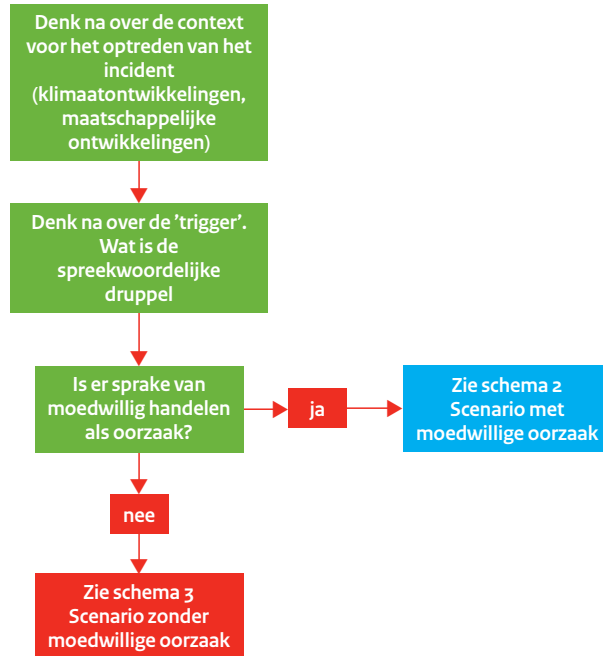 Denk na over de context
voor het optreden van het
incident
(klimaatontwikkelingen,
maatschappelijke
ontwikkelingen)
Denk na over de ’trigger’.
Wat is de
spreekwoordelijke
druppel
Is er sprake van
moedwillig handelen
als oorzaak?
ja
Zie schema 2
Scenario met
moedwillige oorzaak
nee
Zie schema 3
Scenario zonder
moedwillige oorzaak